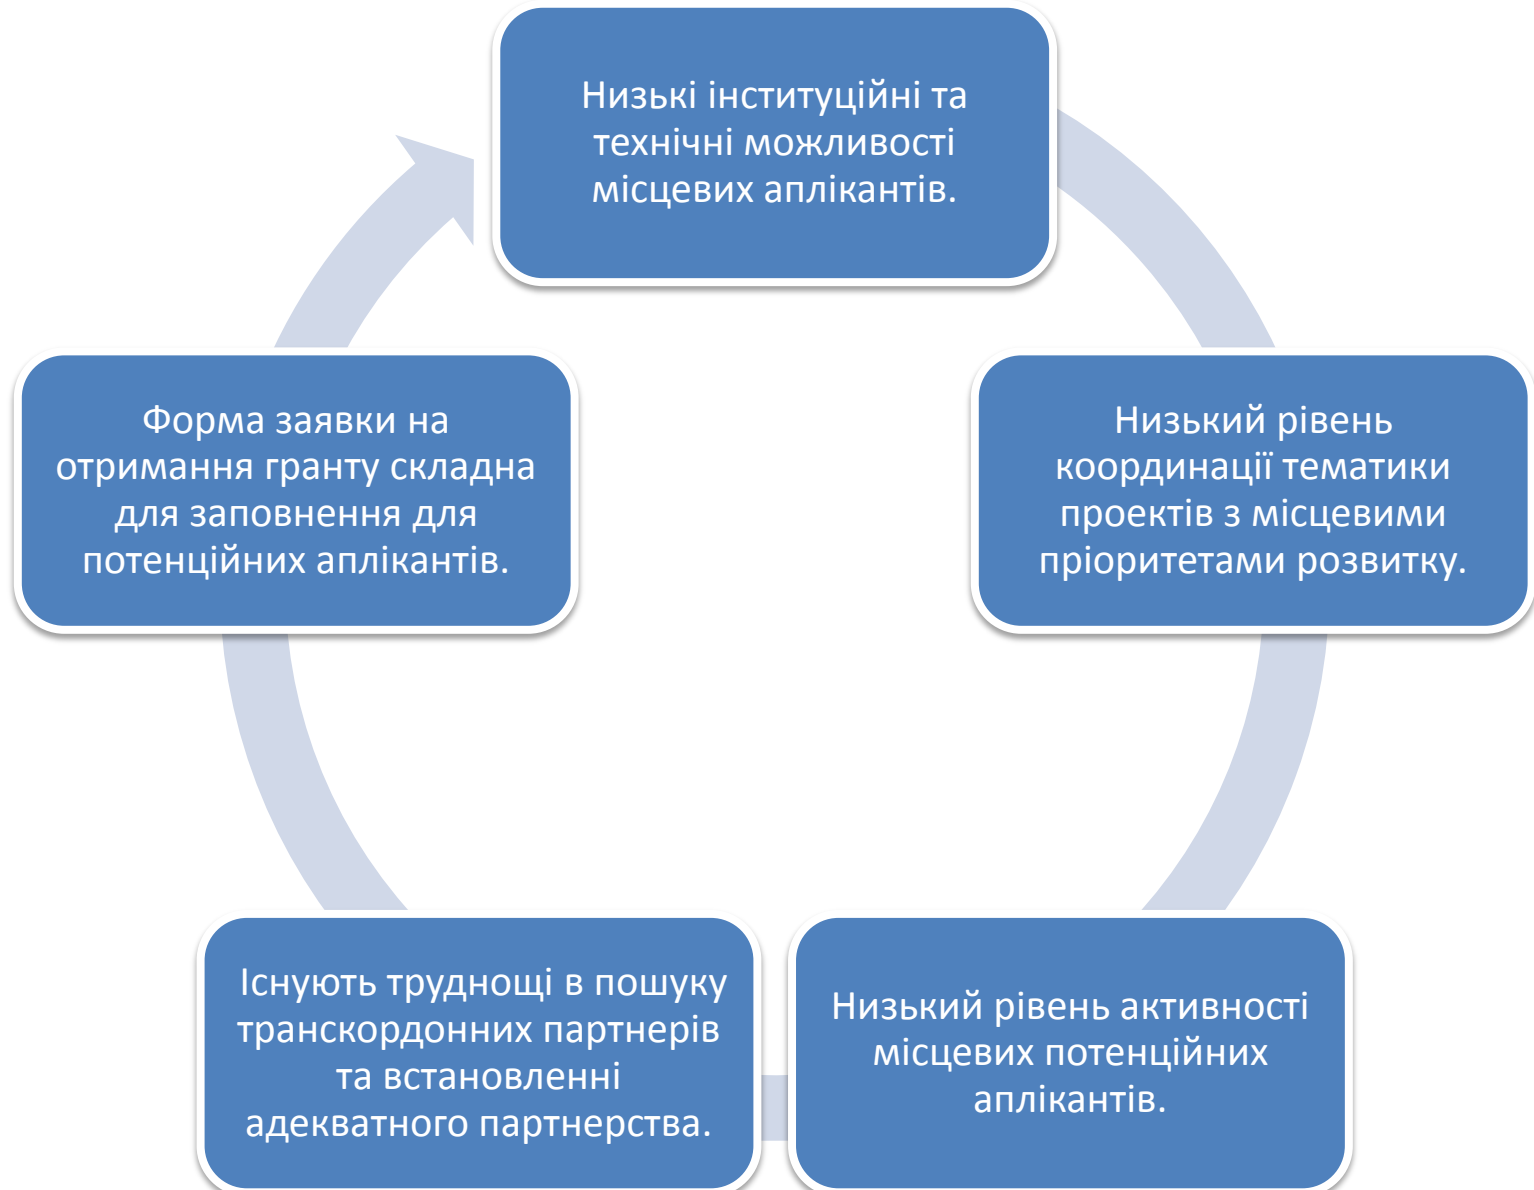 Низькі інституційні та
технічні можливості
місцевих аплікантів.
Низький рівень
координації тематики
проектів з місцевими
пріоритетами розвитку.
Низький рівень активності
місцевих потенційних
аплікантів.
Існують труднощі в пошуку
транскордонних партнерів
та встановленні
адекватного партнерства.
Форма заявки на
отримання гранту складна
для заповнення для
потенційних аплікантів.